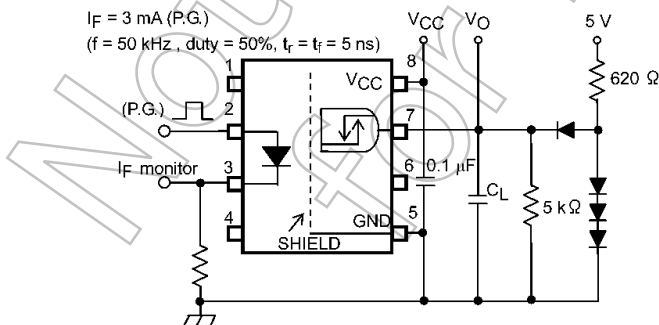 IF = 3 mA (P.G.)
(f = 50 kHz , duty = 50%, tr = tf = 5 ns)
VCC
VO
5 V
1
8
VCC
620 Ω
(P.G.)
2
7
IF monitor
3
6
0.1 µF
CL
5 kΩ
4
GND
5
SHIELD